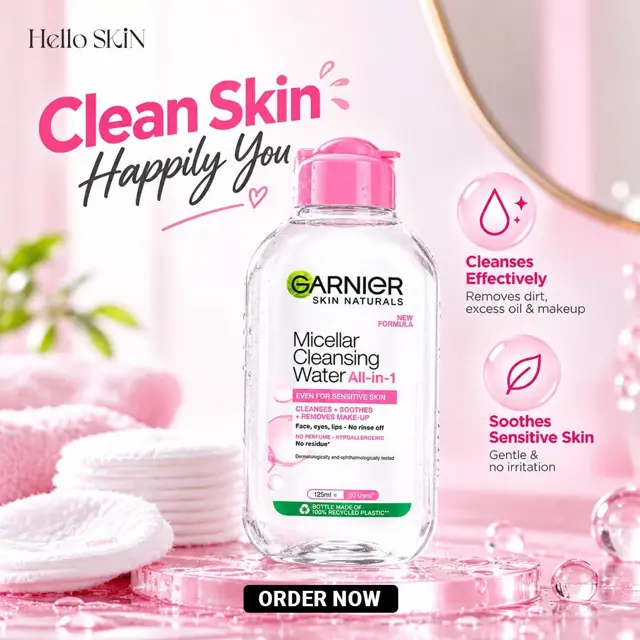 Hello SKiN
Clean Skin
Happily You
GARNIER
SKIN NATURALS
NEW
FORMULA
Micellar
Cleansing
Water All-in-1
EVEN FOR SENSITIVE SKIN
CLEANSES + SOOTHES
+ REMOVES MAKE-UP
Face, eyes, lips - No rinse off
NO PERFUME - HYPOALLERGENIC
No residue*
Dermatologically and ophthalmologically tested
125ml =
BOTTLE MADE OF
100% RECYCLED PLASTIC**
Cleanses
Effectively
Removes dirt,
excess oil & makeup
Soothes
Sensitive Skin
Gentle &
no irritation
ORDER NOW